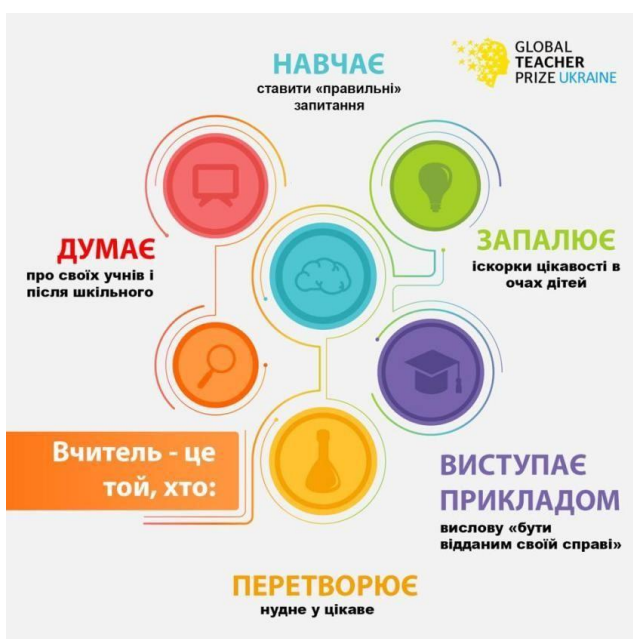 GLOBAL
TEACHER
PRIZE UKRAINE
НАВЧАЄ
ставити «правильні»
запитання
ДУМАЄ
про своїх учнів і
після шкільного
ЗАПАЛЮЄ
іскорки цікавості в
очах дітей
Вчитель - це
той, хто:
ВИСТУПАЄ
ПРИКЛАДОМ
вислову «бути
відданим своїй справі»
ПЕРЕТВОРЮЄ
нудне у цікаве